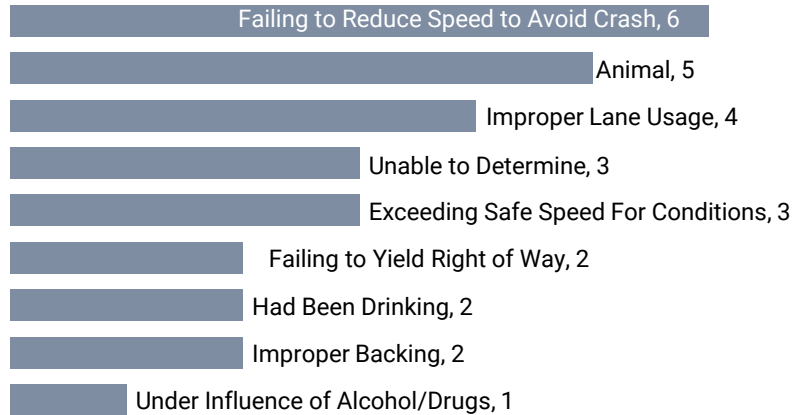 Failing to Reduce Speed to Avoid Crash, 6
Animal, 5
Improper Lane Usage, 4
Unable to Determine, 3
Exceeding Safe Speed For Conditions, 3
Failing to Yield Right of Way, 2
Had Been Drinking, 2
Improper Backing, 2
Under Influence of Alcohol/Drugs, 1